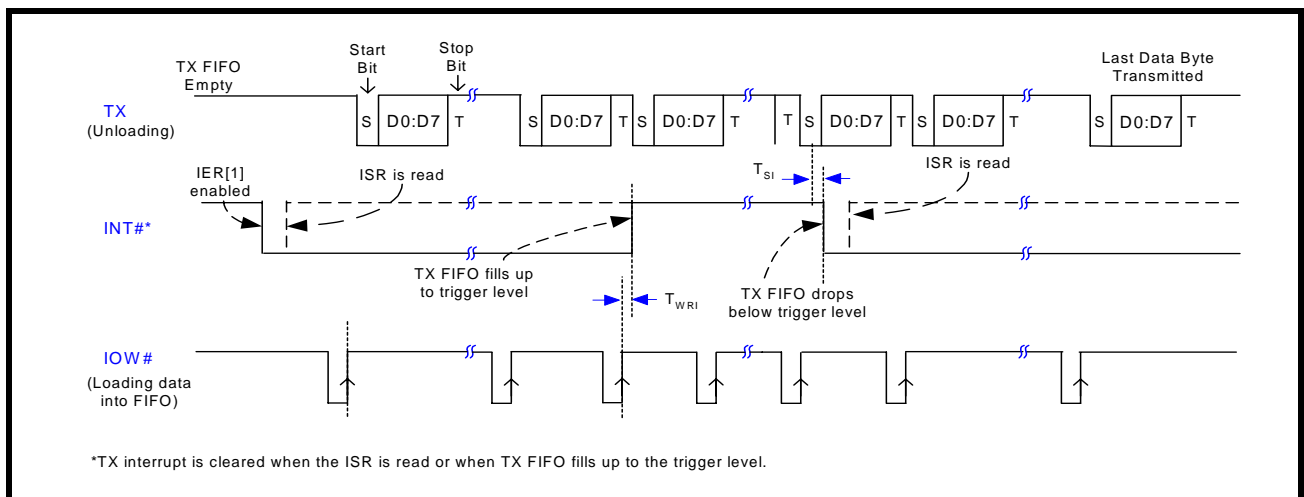 Start
Bit
Stop
Bit
TX FIFO
Empty
Last Data Byte
Transmitted
TX
(Unloading)
S D0:D7 T S D0:D7 T S D0:D7 T T S D0:D7 T S D0:D7 T S D0:D7 T
IER[1]
enabled
ISR is read
TSI
ISR is read
INT#*
TX FIFO fills up
to trigger level
TX FIFO drops
below trigger level
TWRI
IOW#
(Loading data
into FIFO)
*TX interrupt is cleared when the ISR is read or when TX FIFO fills up to the trigger level.